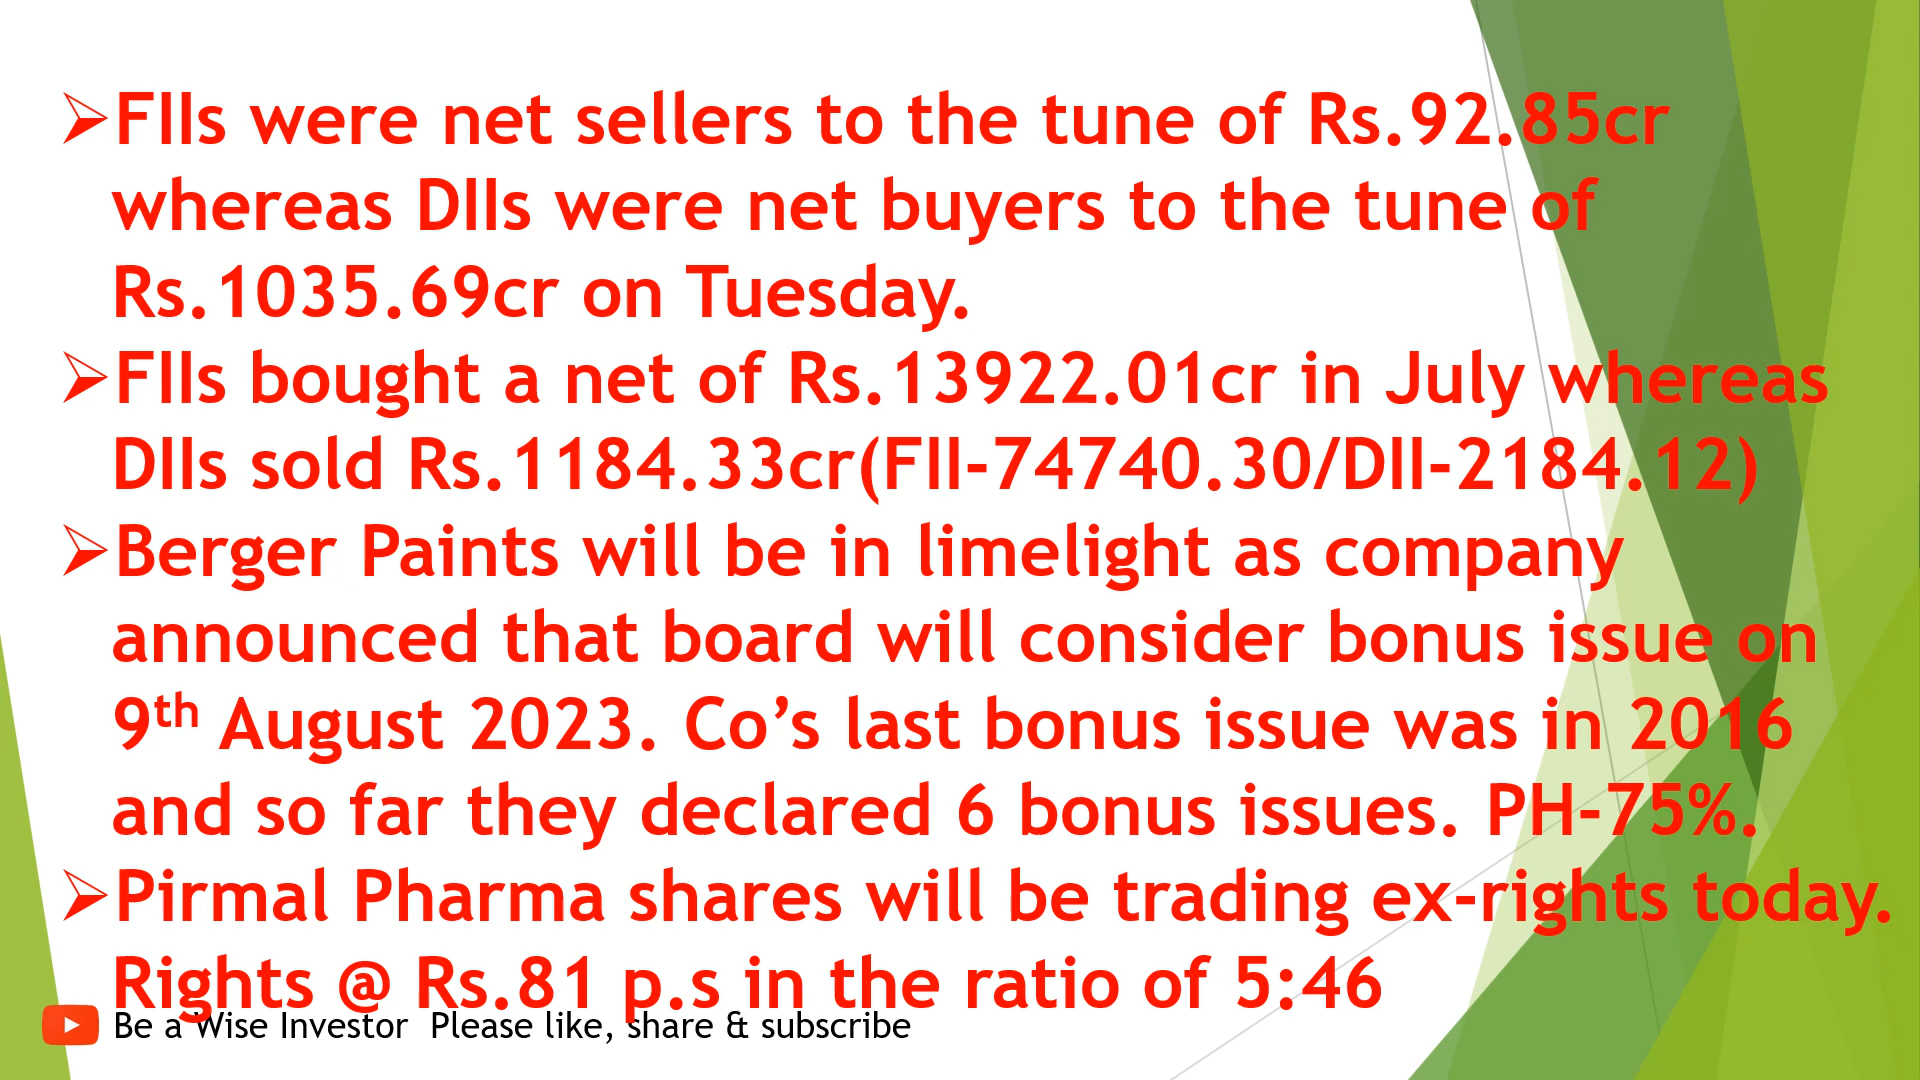 ➢FIIs were net sellers to the tune of Rs.92.85cr
whereas DIIs were net buyers to the tune of
Rs.1035.69cr on Tuesday.
➢FIIs bought a net of Rs.13922.01cr in July whereas
DIIs sold Rs.1184.33cr(FII-74740.30/DII-2184.12)
➢Berger Paints will be in limelight as company
announced that board will consider bonus issue on
9th August 2023. Co’s last bonus issue was in 2016
and so far they declared 6 bonus issues. PH-75%.
➢Pirmal Pharma shares will be trading ex-rights today.
Rights @ Rs.81 p.s in the ratio of 5:46
Be a Wise Investor  Please like, share & subscribe